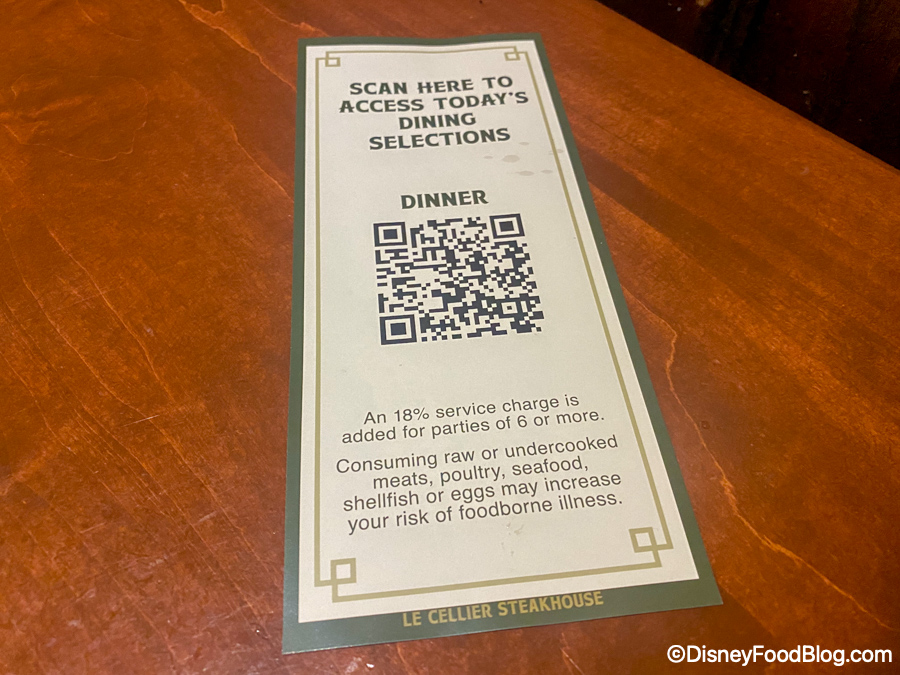 SCAN HERE TO
ACCESS TODAY'S
DINING
SELECTIONS
DINNER
An 18% service charge is
added for parties of 6 or more.
Consuming raw or undercooked
meats, poultry, seafood,
shellfish or eggs may increase
your risk of foodborne illness.
LE CELLIER STEAKHOUSE
©DisneyFoodBlog.com